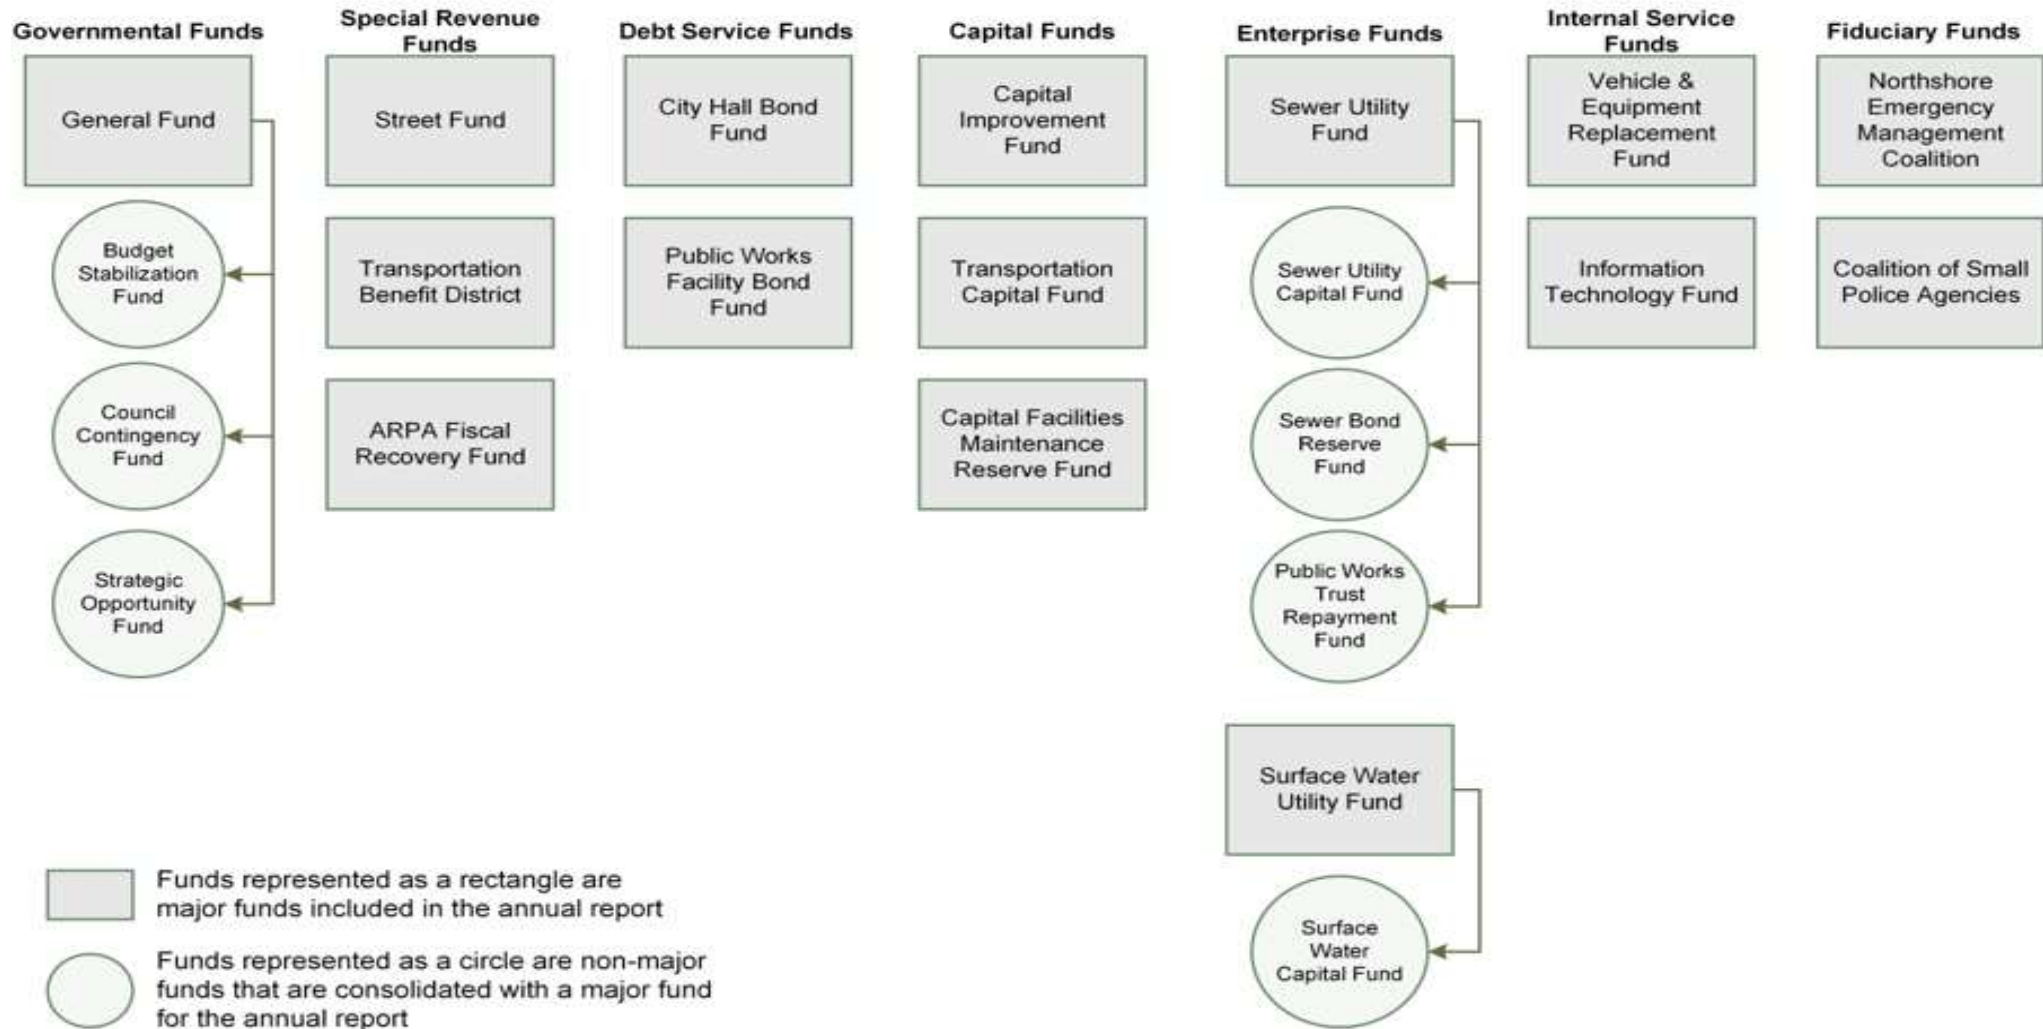 Governmental Funds
General Fund
Budget
Stabilization
Fund
Council
Contingency
Fund
Strategic
Opportunity
Fund
Special Revenue
Funds
Street Fund
Transportation
Benefit District
ARPA Fiscal
Recovery Fund
Debt Service Funds
City Hall Bond
Fund
Public Works
Facility Bond
Fund
Capital Funds
Capital
Improvement
Fund
Transportation
Capital Fund
Capital Facilities
Maintenance
Reserve Fund
Enterprise Funds
Sewer Utility
Fund
Sewer Utility
Capital Fund
Sewer Bond
Reserve
Fund
Public Works
Trust
Repayment
Fund
Surface Water
Utility Fund
Surface
Water
Capital Fund
Internal Service
Funds
Vehicle &
Equipment
Replacement
Fund
Information
Technology Fund
Fiduciary Funds
Northshore
Emergency
Management
Coalition
Coalition of Small
Police Agencies
Funds represented as a rectangle are
major funds included in the annual report
Funds represented as a circle are non-major
funds that are consolidated with a major fund
for the annual report